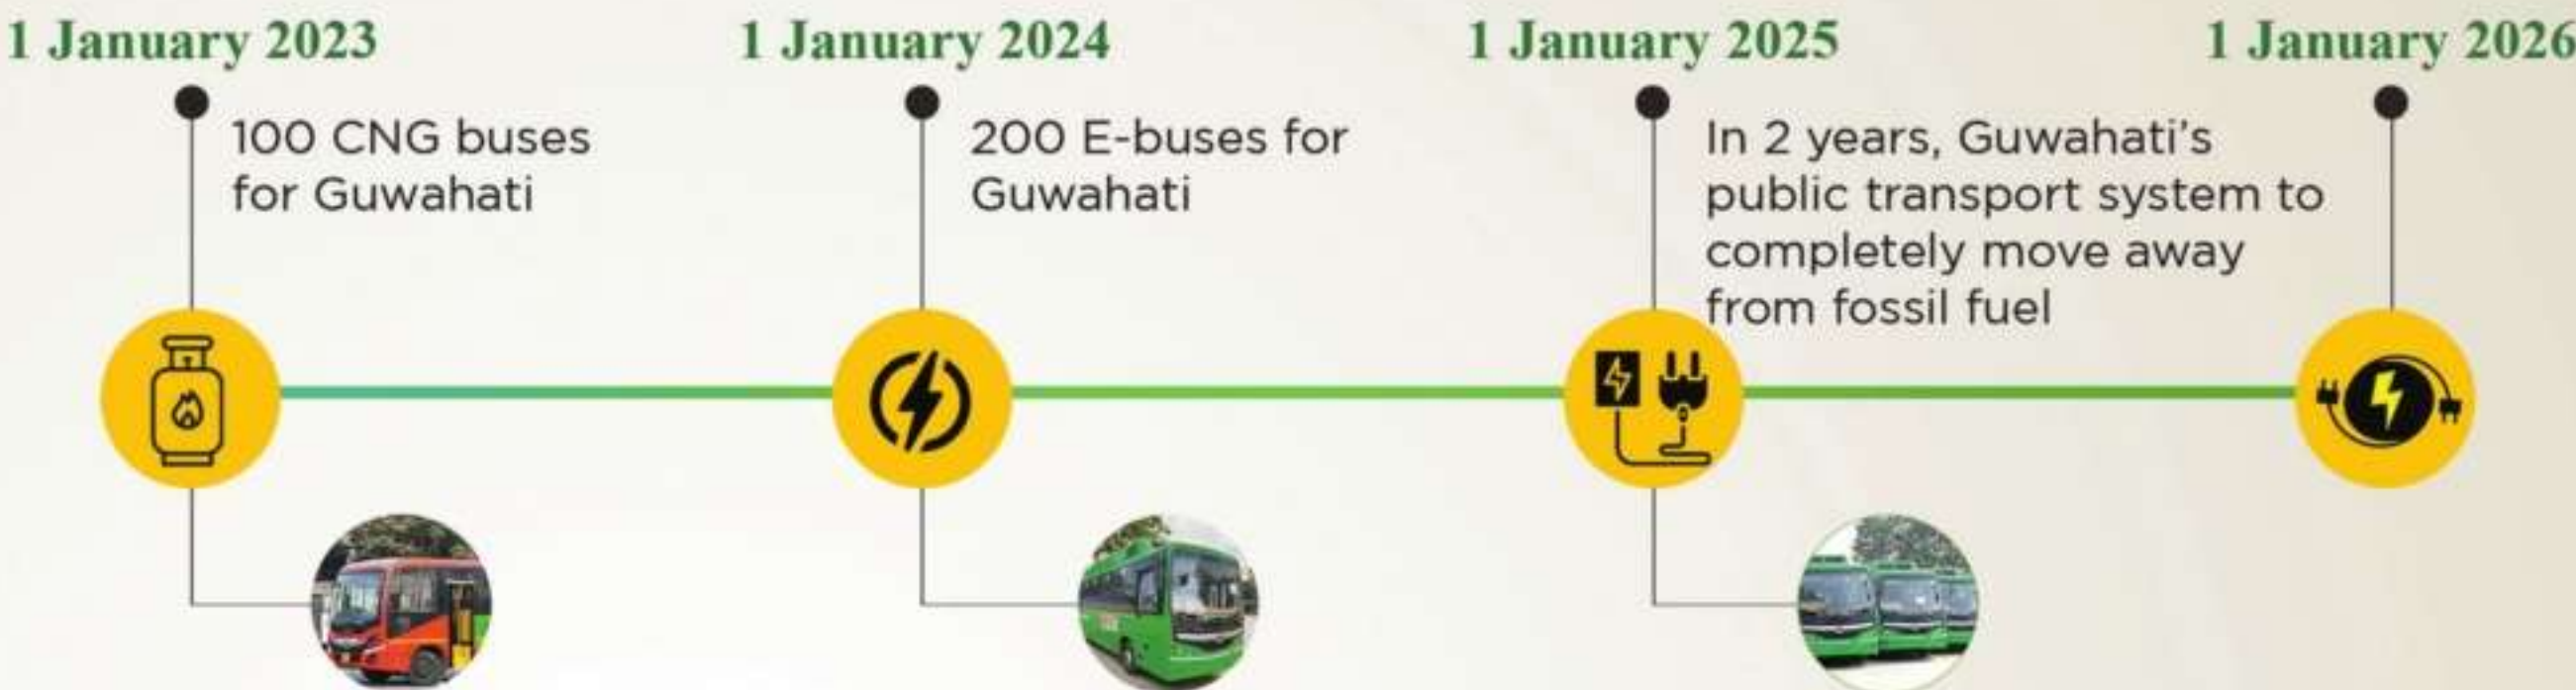 1 January 2023
100 CNG buses
for Guwahati
1 January 2024
200 E-buses for
Guwahati
1 January 2025
In 2 years, Guwahati's
public transport system to
completely move away
from fossil fuel
1 January 2026